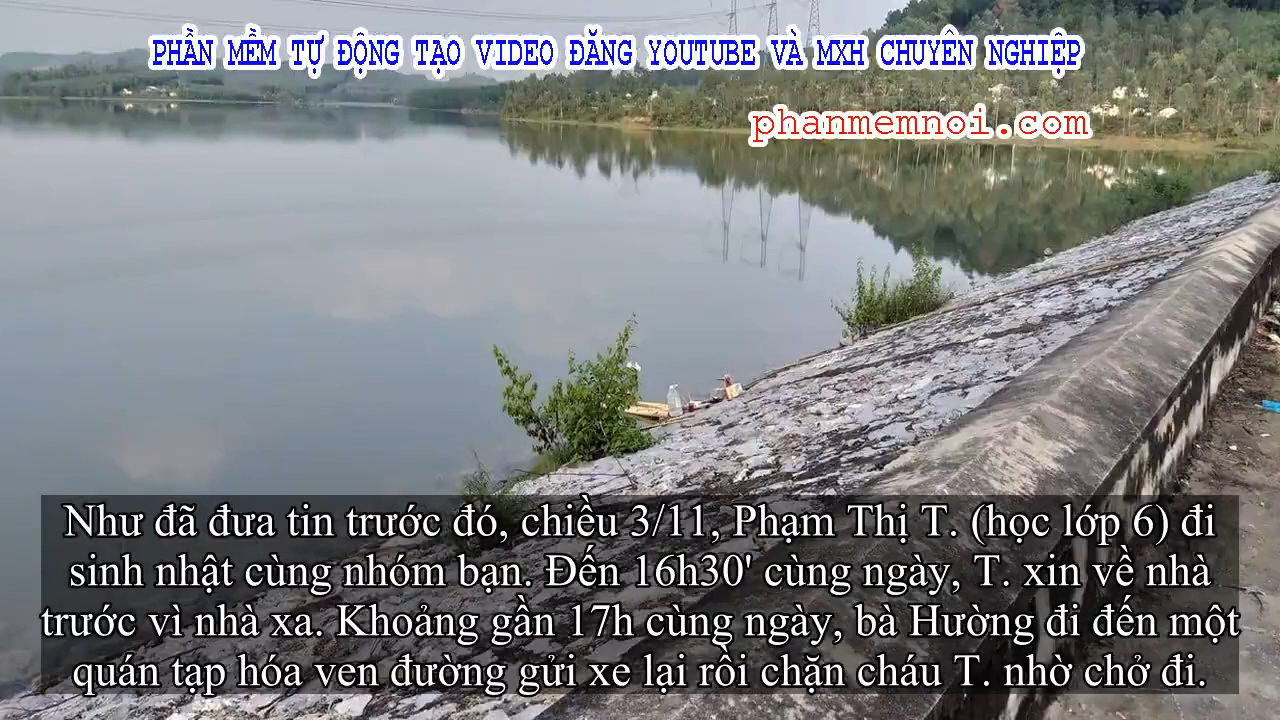 PHẦN MỀM TỰ ĐỘNG TẠO VIDEO ĐĂNG YOUTUBE VÀ MXH CHUYÊN NGHIỆP
phanmemnoi.com
Như đã đưa tin trước đó, chiều 3/11, Phạm Thị T. (học lớp 6) đi
sinh nhật cùng nhóm bạn. Đến 16h30' cùng ngày, T. xin về nhà
trước vì nhà xa. Khoảng gần 17h cùng ngày, bà Hường đi đến một
quán tạp hóa ven đường gửi xe lại rồi chặn cháu T. nhờ chở đi.